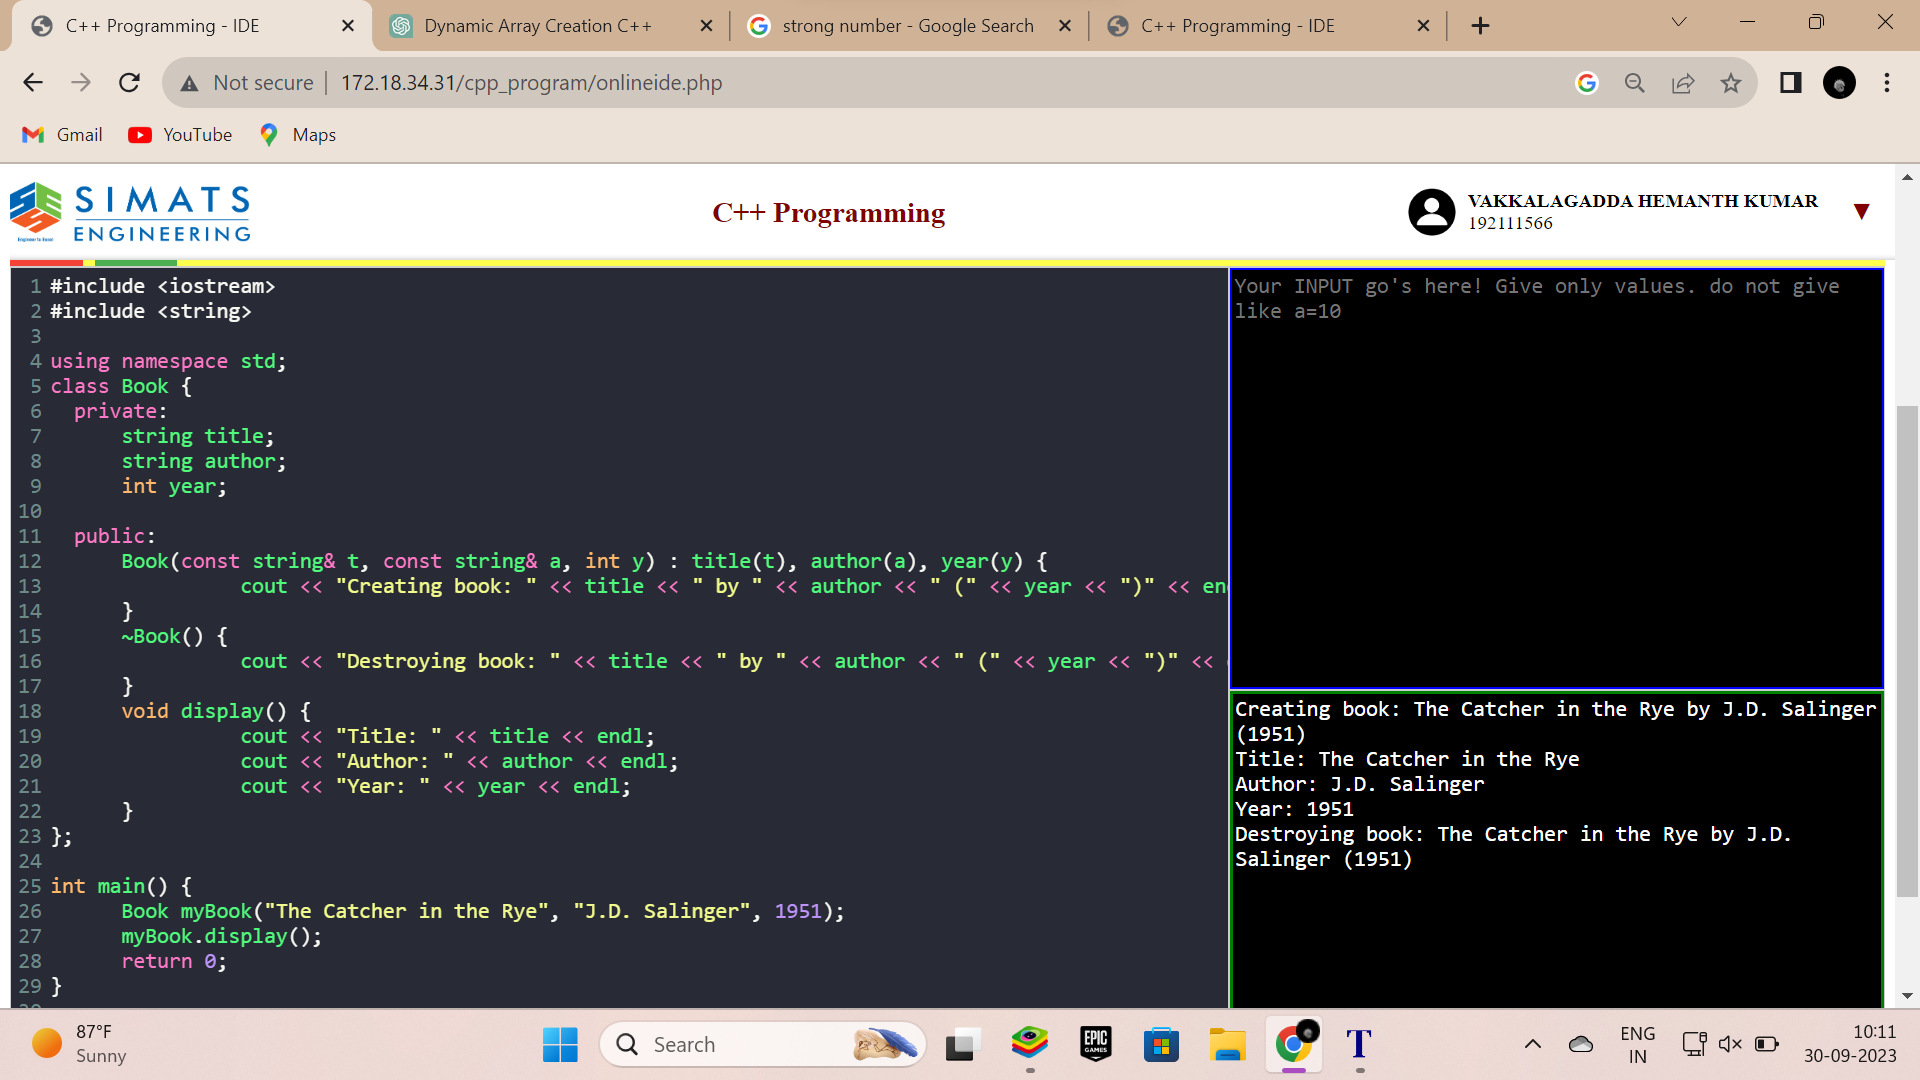 C++ Programming - IDE
Dynamic Array Creation C++
strong number - Google Search
C++ Programming - IDE
Not secure
172.18.34.31/cpp_program/onlineide.php
Gmail
YouTube
Maps
SIMATS
ENGINEERING
Engineer to Excel
C++ Programming
VAKKALAGADDA HEMANTH KUMAR
192111566
1 #include <iostream>
2 #include <string>
3
4 using namespace std;
5 class Book {
6 private:
7 string title;
8 string author;
9 int year;
10
11 public:
12 Book(const string& t, const string& a, int y) : title(t), author(a), year(y) {
13 cout << "Creating book: " << title << " by " << author << " (" << year << ")" << en
14 }
15 ~Book() {
16 cout << "Destroying book: " << title << " by " << author << " (" << year << ")" <<
17 }
18 void display() {
19 cout << "Title: " << title << endl;
20 cout << "Author: " << author << endl;
21 cout << "Year: " << year << endl;
22 }
23 };
24
25 int main() {
26 Book myBook("The Catcher in the Rye", "J.D. Salinger", 1951);
27 myBook.display();
28 return 0;
29 }
Your INPUT go's here! Give only values. do not give
like a=10
Creating book: The Catcher in the Rye by J.D. Salinger
(1951)
Title: The Catcher in the Rye
Author: J.D. Salinger
Year: 1951
Destroying book: The Catcher in the Rye by J.D.
Salinger (1951)
87°F
Sunny
Search
EPIC
GAMES
T
ENG
IN
10:11
30-09-2023